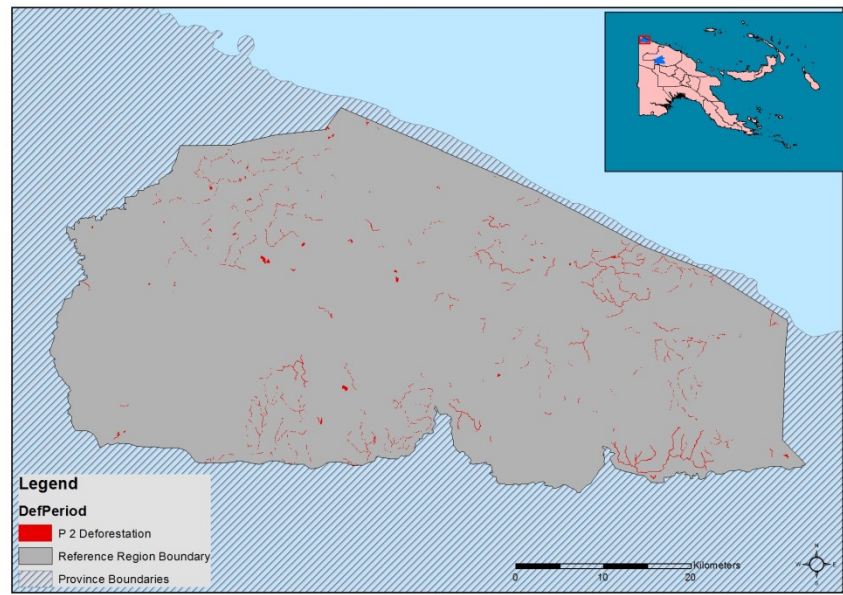 Legend
DefPeriod
P 2 Deforestation
Reference Region Boundary
Province Boundaries
Kilometers
0 10 20
N
W E
S